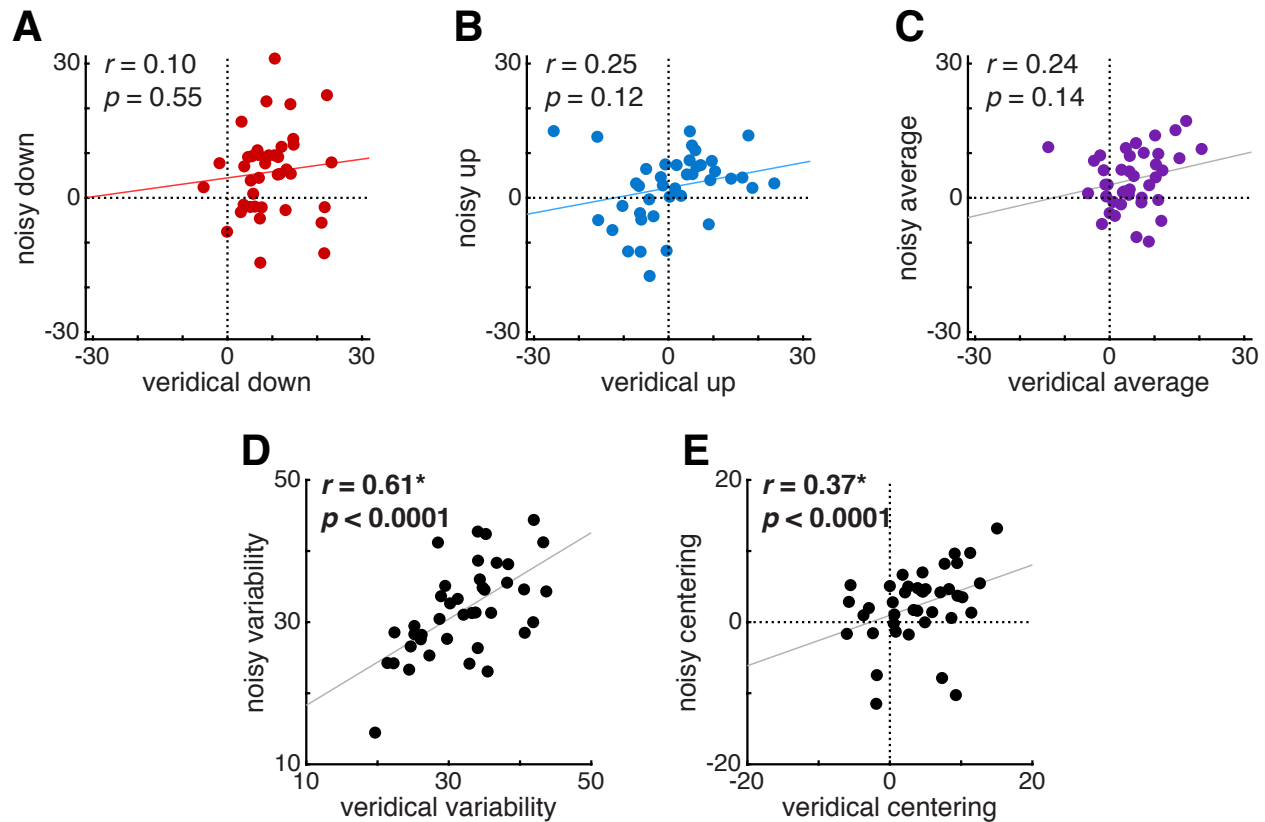 A
r = 0.10
p = 0.55
30
0
-30
noisy down
-30
0
30
veridical down
B
r = 0.25
p = 0.12
30
0
-30
noisy up
-30
0
30
veridical up
C
r = 0.24
p = 0.14
30
0
-30
noisy average
-30
0
30
veridical average
D
r = 0.61*
p < 0.0001
50
30
10
noisy variability
10
30
50
veridical variability
E
r = 0.37*
p < 0.0001
20
0
-20
noisy centering
-20
0
20
veridical centering